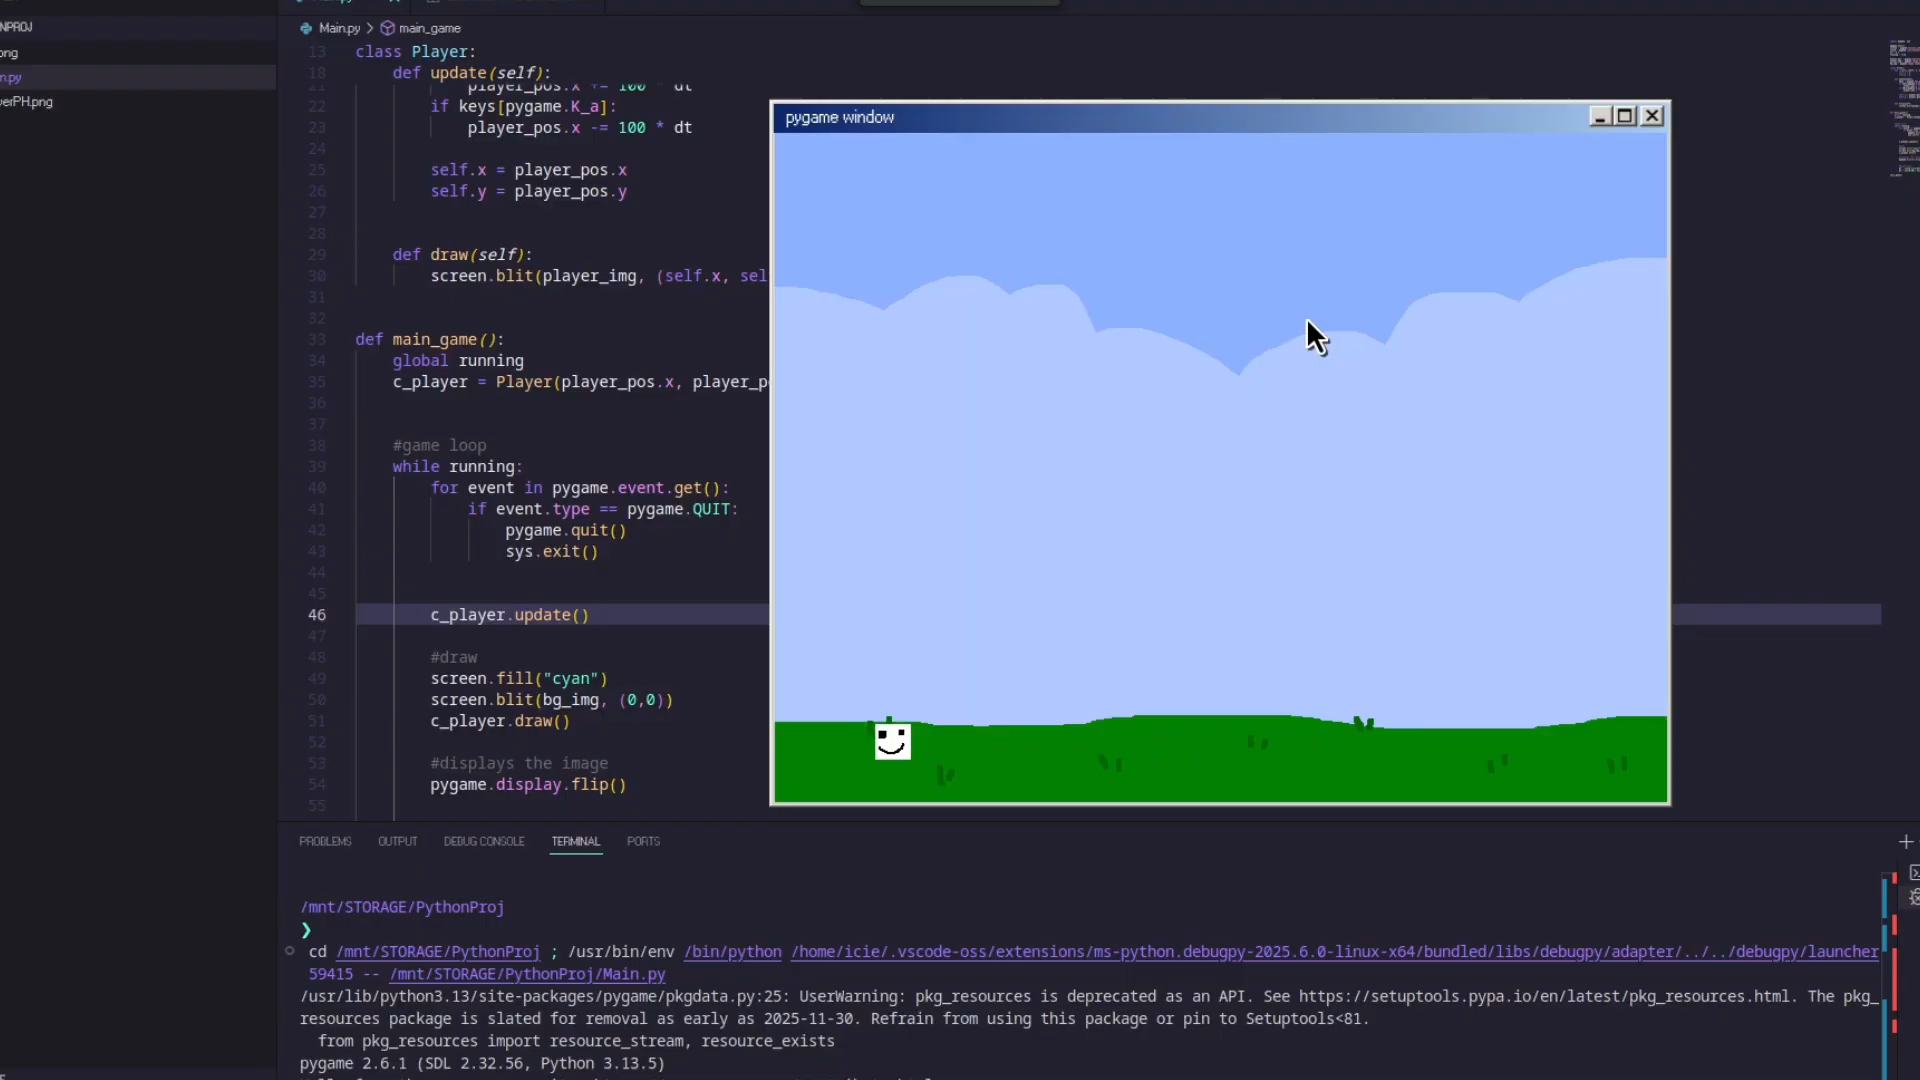 NPROJ
ong
n.py
verPH.png
Main.py > main_game
13 class Player:
18 def update(self):
21 player_pos.x += 100 * dt
22 if keys[pygame.K_a]:
23 player_pos.x -= 100 * dt
24
25 self.x = player_pos.x
26 self.y = player_pos.y
27
28
29 def draw(self):
30 screen.blit(player_img, (self.x, sel
31
32
33 def main_game():
34 global running
35 c_player = Player(player_pos.x, player_p
36
37
38 #game loop
39 while running:
40 for event in pygame.event.get():
41 if event.type == pygame.QUIT:
42 pygame.quit()
43 sys.exit()
44
45
46 c_player.update()
47
48 #draw
49 screen.fill("cyan")
50 screen.blit(bg_img, (0,0))
51 c_player.draw()
52
53 #displays the image
54 pygame.display.flip()
55
pygame window
PROBLEMS OUTPUT DEBUG CONSOLE TERMINAL PORTS
/mnt/STORAGE/PythonProj
❯
cd /mnt/STORAGE/PythonProj ; /usr/bin/env /bin/python /home/icie/.vscode-oss/extensions/ms-python.debugpy-2025.6.0-linux-x64/bundled/libs/debugpy/adapter/../../debugpy/launcher
59415 -- /mnt/STORAGE/PythonProj/Main.py
/usr/lib/python3.13/site-packages/pygame/pkgdata.py:25: UserWarning: pkg_resources is deprecated as an API. See https://setuptools.pypa.io/en/latest/pkg_resources.html. The pkg_
resources package is slated for removal as early as 2025-11-30. Refrain from using this package or pin to Setuptools<81.
from pkg_resources import resource_stream, resource_exists
pygame 2.6.1 (SDL 2.32.56, Python 3.13.5)